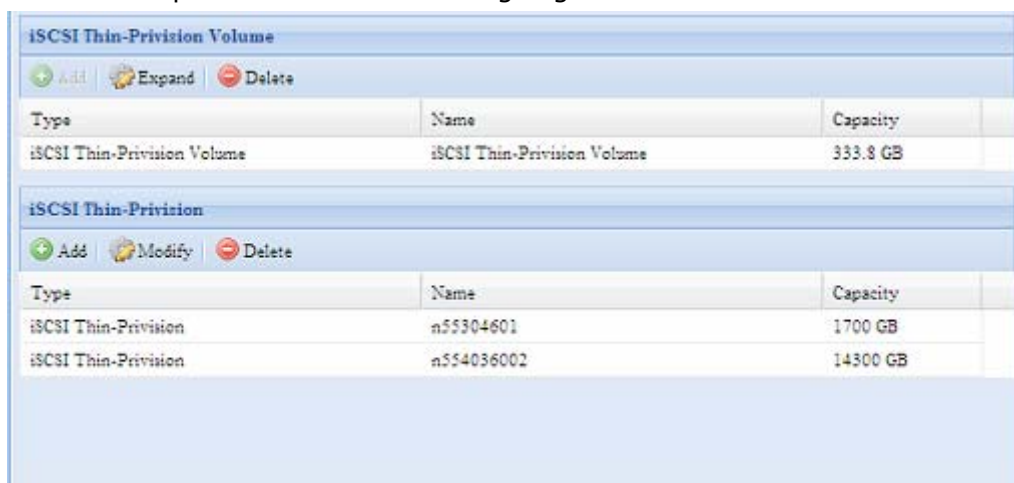 iSCSI Thin-Privision Volume
Add Expand Delete
Type Name Capacity
iSCSI Thin-Privision Volume iSCSI Thin-Privision Volume 333.8 GB
iSCSI Thin-Privision
Add Modify Delete
Type Name Capacity
iSCSI Thin-Privision n55304601 1700 GB
iSCSI Thin-Privision n554036002 14300 GB